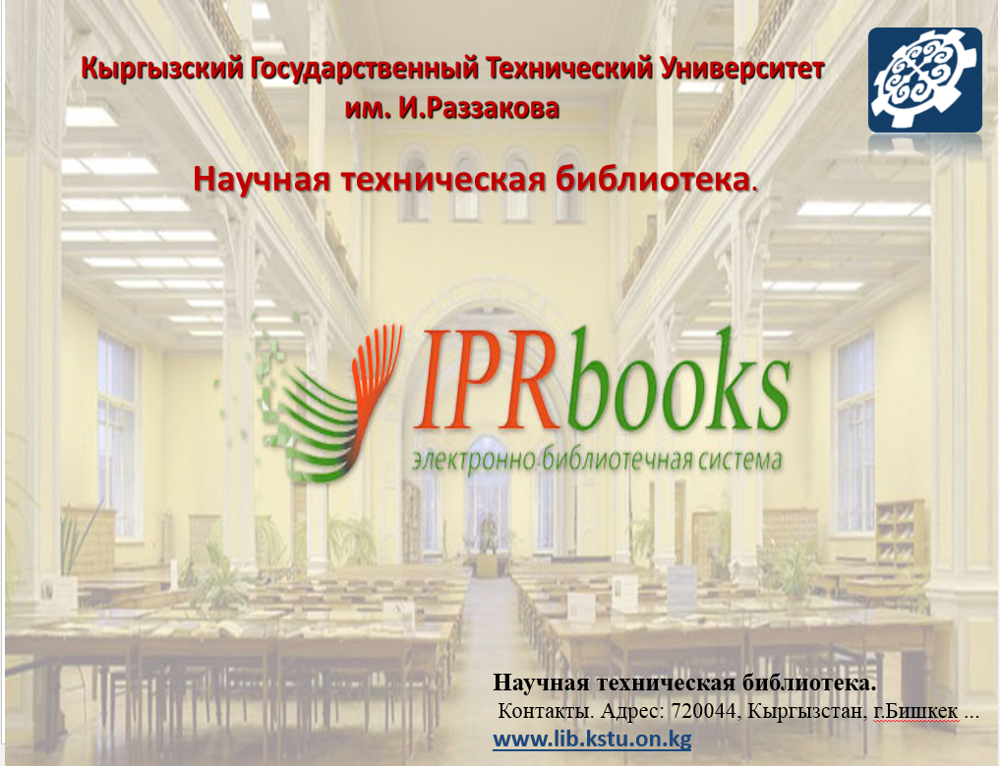 Кыргызский Государственный Технический Университет
им. И.Раззакова
Научная техническая библиотека.
IPRbooks
электронно-библиотечная система
Научная техническая библиотека.
Контакты. Адрес: 720044, Кыргызстан, г.Бишкек ...
www.lib.kstu.on.kg